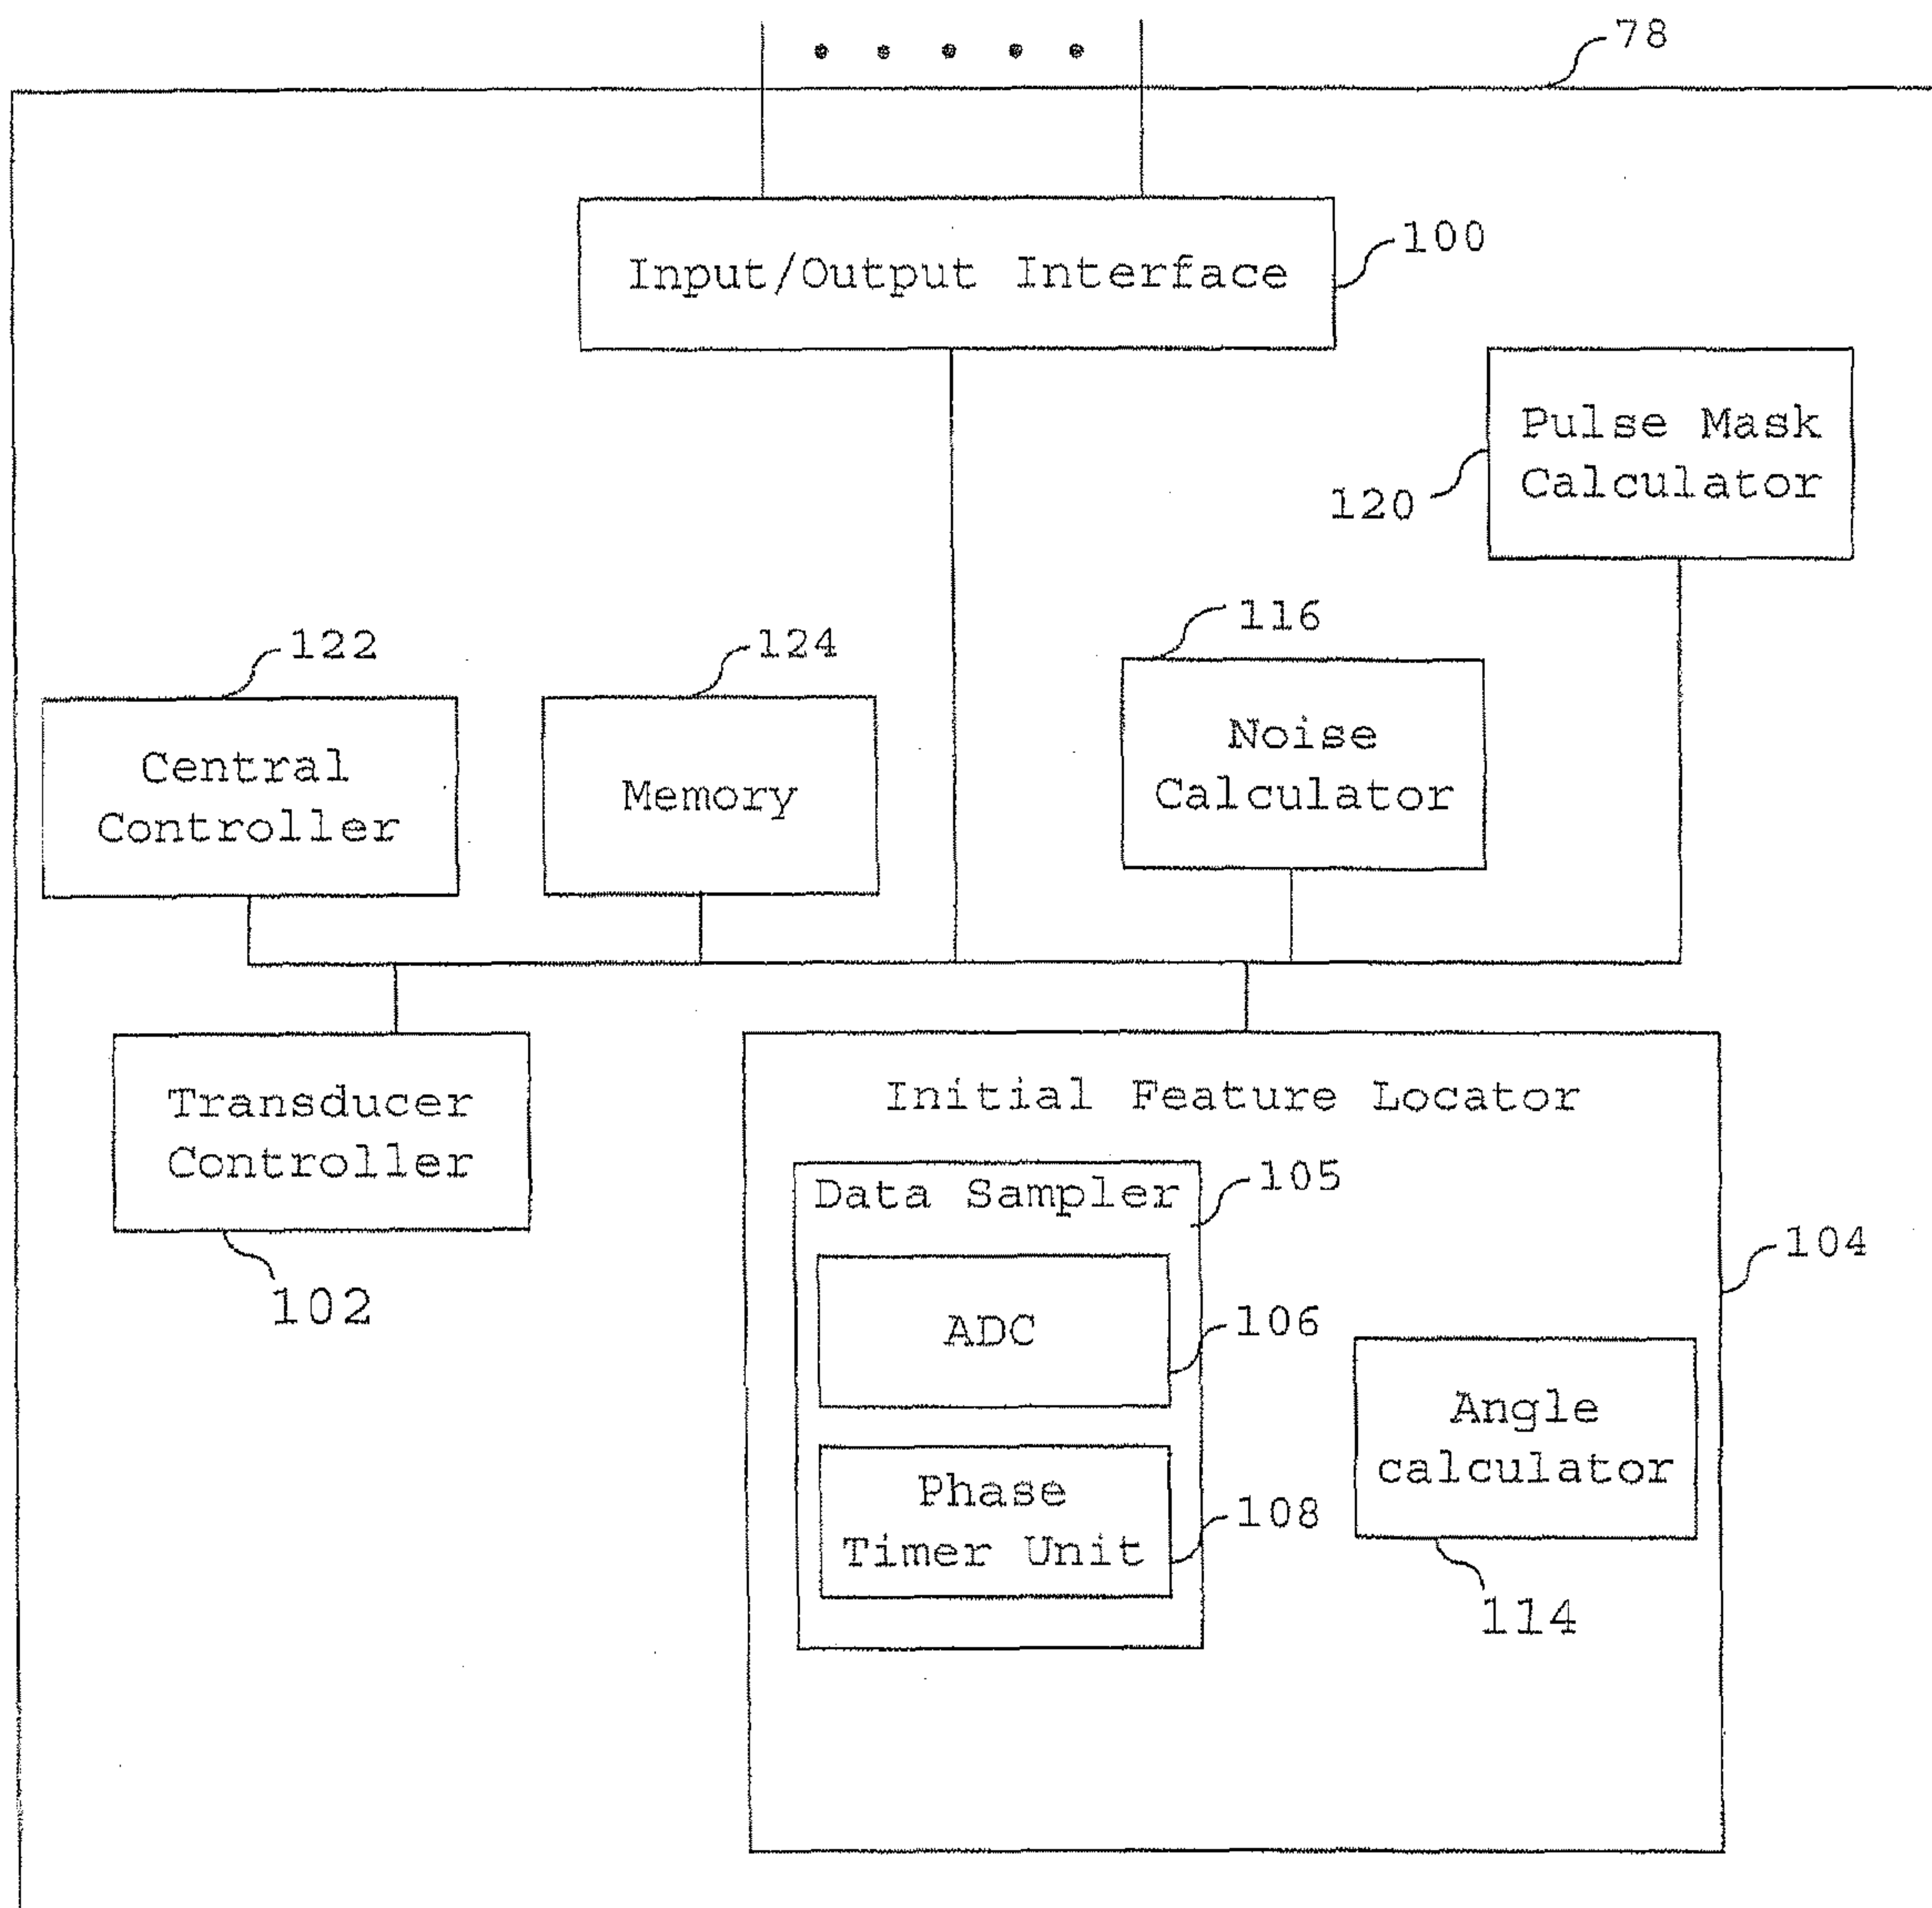 78
Input/Output Interface
100
Pulse Mask
Calculator
120
116
Noise
Calculator
122
Central
Controller
124
Memory
Transducer
Controller
102
Initial Feature Locator
104
Data Sampler
105
ADC
106
Phase
Timer Unit
108
Angle
calculator
114